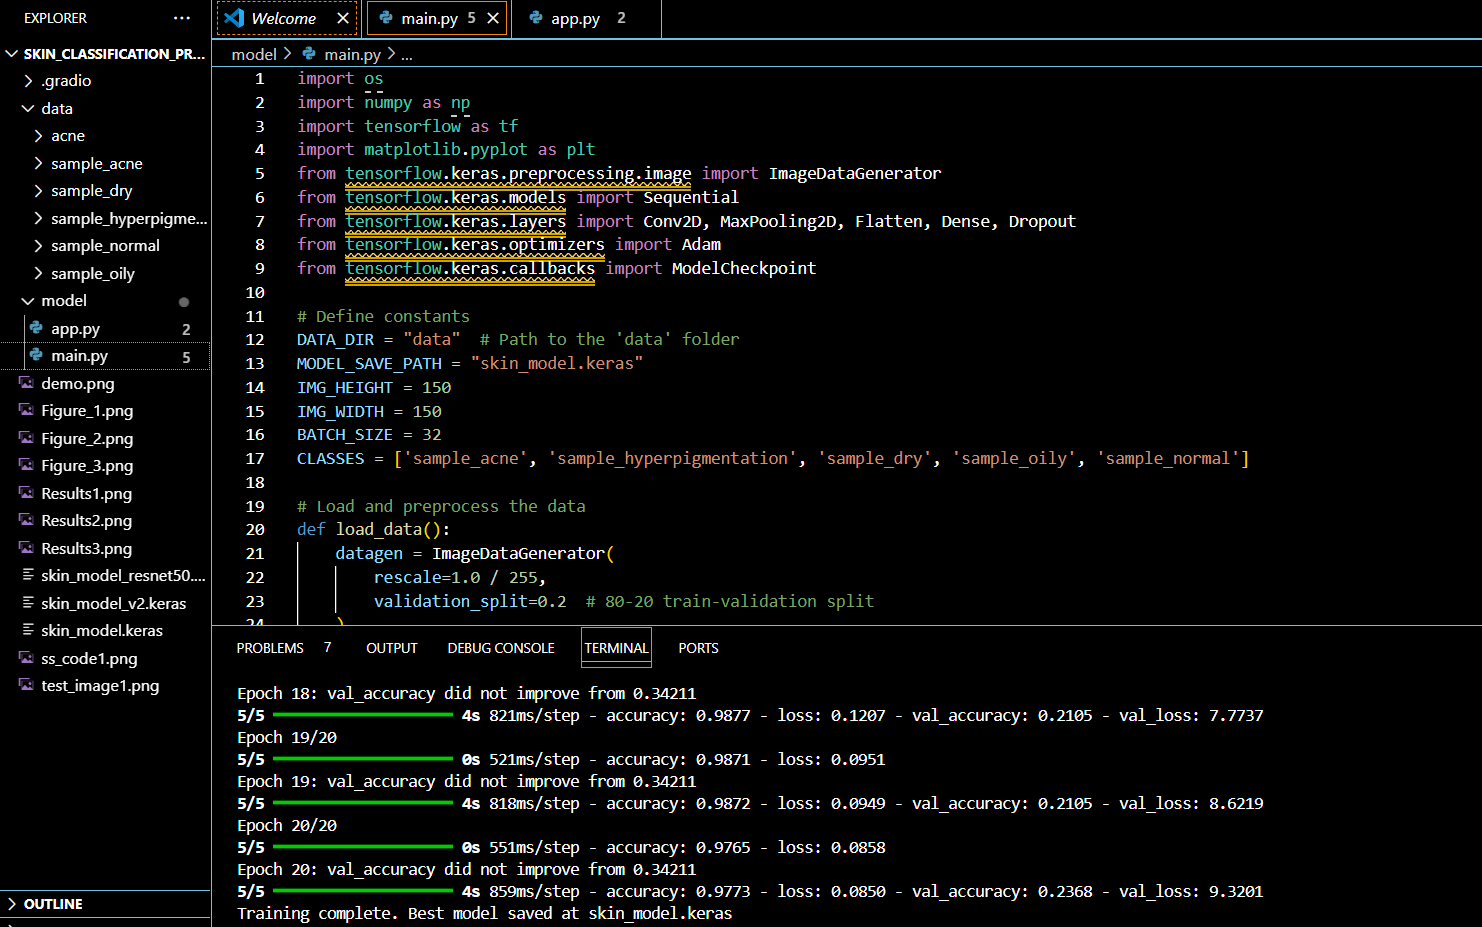 EXPLORER
SKIN_CLASSIFICATION_PR...
.gradio
data
acne
sample_acne
sample_dry
sample_hyperpigme...
sample_normal
sample_oily
model
app.py 2
main.py 5
demo.png
Figure_1.png
Figure_2.png
Figure_3.png
Results1.png
Results2.png
Results3.png
skin_model_resnet50....
skin_model_v2.keras
skin_model.keras
ss_code1.png
test_image1.png
OUTLINE
Welcome main.py 5 app.py 2
model > main.py > ...
1 import os
2 import numpy as np
3 import tensorflow as tf
4 import matplotlib.pyplot as plt
5 from tensorflow.keras.preprocessing.image import ImageDataGenerator
6 from tensorflow.keras.models import Sequential
7 from tensorflow.keras.layers import Conv2D, MaxPooling2D, Flatten, Dense, Dropout
8 from tensorflow.keras.optimizers import Adam
9 from tensorflow.keras.callbacks import ModelCheckpoint
10
11 # Define constants
12 DATA_DIR = "data"  # Path to the 'data' folder
13 MODEL_SAVE_PATH = "skin_model.keras"
14 IMG_HEIGHT = 150
15 IMG_WIDTH = 150
16 BATCH_SIZE = 32
17 CLASSES = ['sample_acne', 'sample_hyperpigmentation', 'sample_dry', 'sample_oily', 'sample_normal']
18
19 # Load and preprocess the data
20 def load_data():
21     datagen = ImageDataGenerator(
22         rescale=1.0 / 255,
23         validation_split=0.2  # 80-20 train-validation split
24     )
PROBLEMS 7 OUTPUT DEBUG CONSOLE TERMINAL PORTS
Epoch 18: val_accuracy did not improve from 0.34211
5/5 4s 821ms/step - accuracy: 0.9877 - loss: 0.1207 - val_accuracy: 0.2105 - val_loss: 7.7737
Epoch 19/20
5/5 0s 521ms/step - accuracy: 0.9871 - loss: 0.0951
Epoch 19: val_accuracy did not improve from 0.34211
5/5 4s 818ms/step - accuracy: 0.9872 - loss: 0.0949 - val_accuracy: 0.2105 - val_loss: 8.6219
Epoch 20/20
5/5 0s 551ms/step - accuracy: 0.9765 - loss: 0.0858
Epoch 20: val_accuracy did not improve from 0.34211
5/5 4s 859ms/step - accuracy: 0.9773 - loss: 0.0850 - val_accuracy: 0.2368 - val_loss: 9.3201
Training complete. Best model saved at skin_model.keras